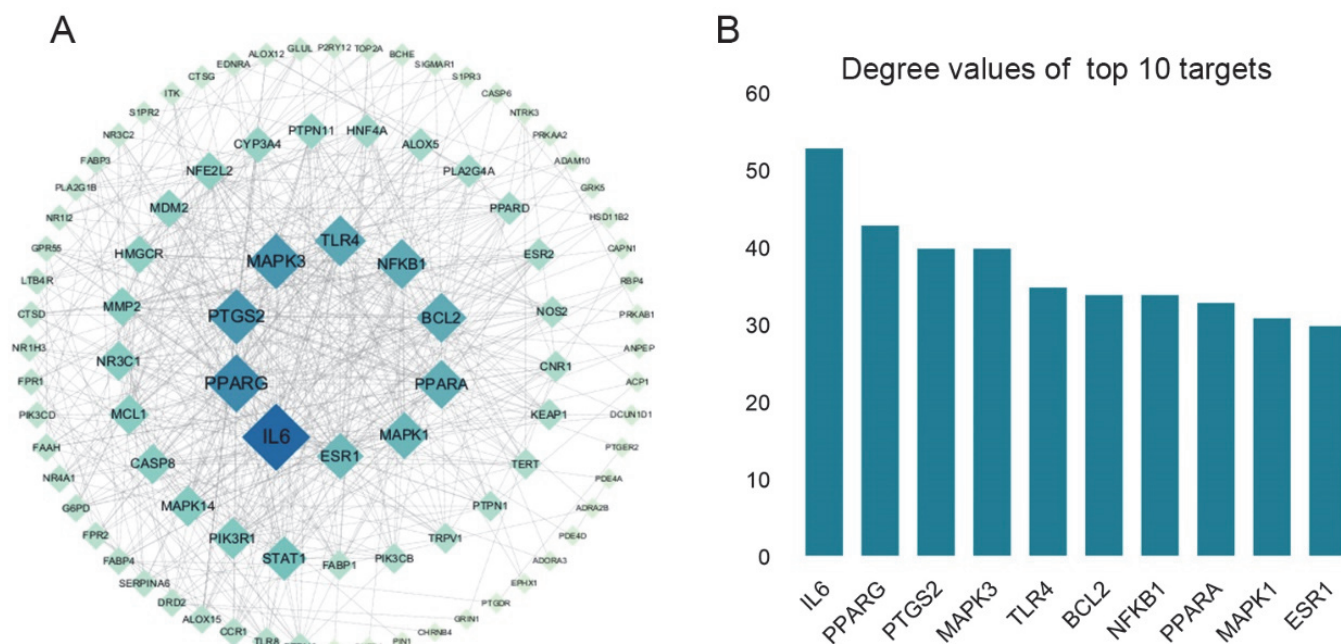 A
GLUL
P2RY12
TOP2A
BCHE
SIGMAR1
S1PR3
CASP6
NTRK3
PRKAA2
ADAM10
GRK5
HSD11B2
CAPN1
RBP4
PRKAB1
ANPEP
ACP1
DCUN1D1
PTGER2
PDE4A
ADRA2B
PDE4D
ADORA3
EPHX1
PTGDR
GRIN1
CHRNB4
PIN1
TLR8
CCR1
ALOX15
DRD2
SERPINA6
FABP4
FPR2
G6PD
NR4A1
FAAH
PIK3CD
FPR1
NR1H3
CTSD
LTB4R
GPR55
NR1I2
PLA2G1B
FABP3
NR3C2
S1PR2
ITK
CTSG
EDNRA
ALOX12
PTPN11
HNF4A
ALOX5
PLA2G4A
PPARD
ESR2
NOS2
CNR1
KEAP1
TERT
PTPN1
TRPV1
PIK3CB
FABP1
STAT1
PIK3R1
MAPK14
CASP8
MCL1
NR3C1
MMP2
HMGCR
MDM2
NFE2L2
CYP3A4
TLR4
NFKB1
BCL2
PPARA
MAPK1
ESR1
IL6
PPARG
PTGS2
MAPK3
B
Degree values of top 10 targets
60
50
40
30
20
10
0
IL6
PPARG
PTGS2
MAPK3
TLR4
BCL2
NFKB1
PPARA
MAPK1
ESR1